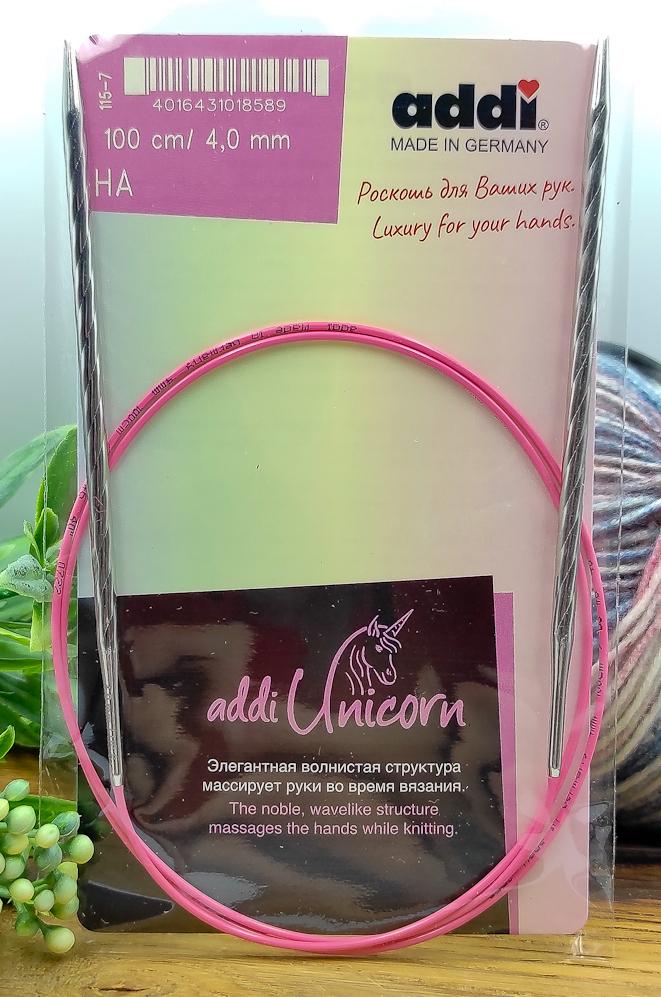 115-7
4016431018589
100 cm/ 4,0 mm
HA
addi®
MADE IN GERMANY
Роскошь для Ваших рук.
Luxury for your hands.
addi Unicorn
Элегантная волнистая структура
массирует руки во время вязания.
The noble, wavelike structure
massages the hands while knitting.